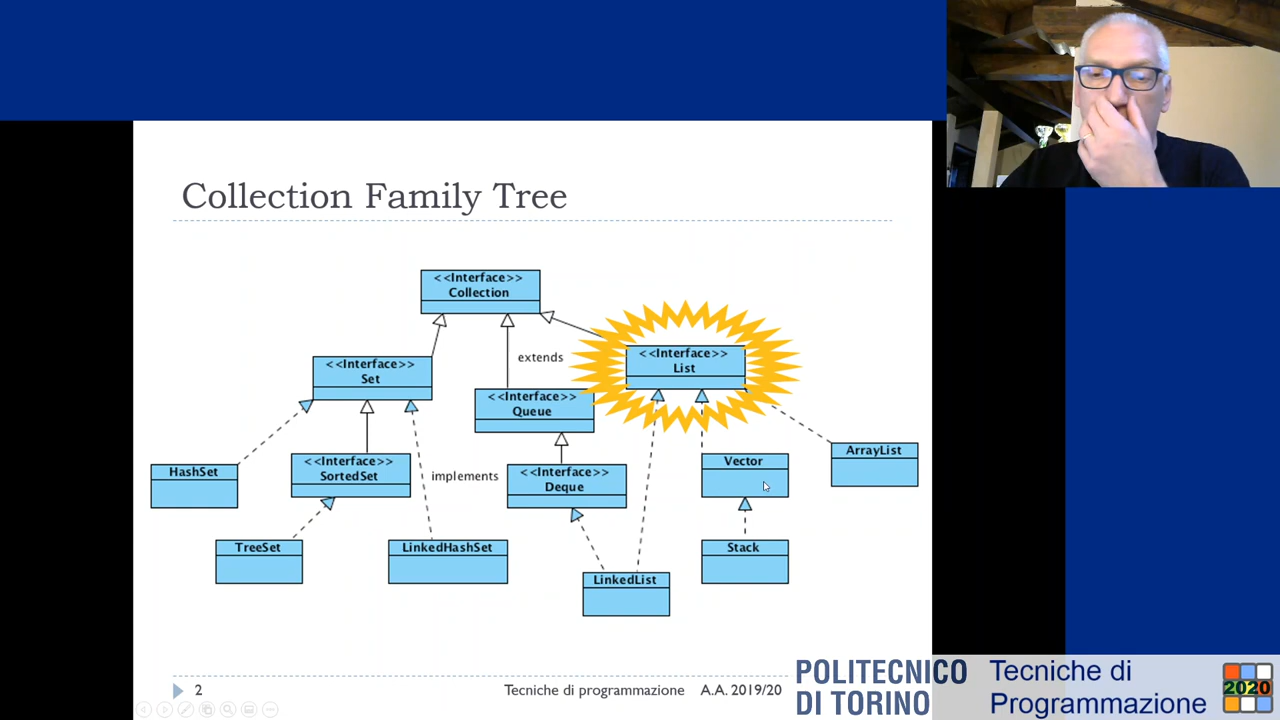 Collection Family Tree
<<Interface>>
Collection
<<Interface>>
Set
extends
<<Interface>>
List
<<Interface>>
Queue
HashSet
<<Interface>>
SortedSet
implements
<<Interface>>
Deque
Vector
ArrayList
TreeSet
LinkedHashSet
LinkedList
Stack
2
Tecniche di programmazione A.A. 2019/20
POLITECNICO
DI TORINO
Tecniche di
Programmazione
2020